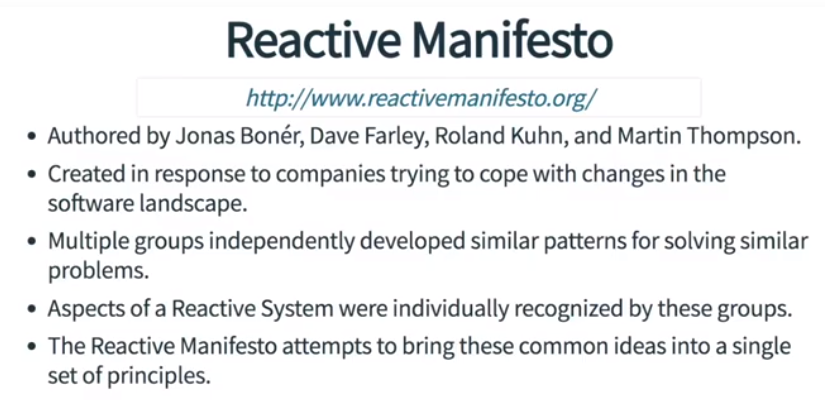 Reactive Manifesto
http://www.reactivemanifesto.org/
• Authored by Jonas Bonér, Dave Farley, Roland Kuhn, and Martin Thompson.
• Created in response to companies trying to cope with changes in the
software landscape.
• Multiple groups independently developed similar patterns for solving similar
problems.
• Aspects of a Reactive System were individually recognized by these groups.
• The Reactive Manifesto attempts to bring these common ideas into a single
set of principles.